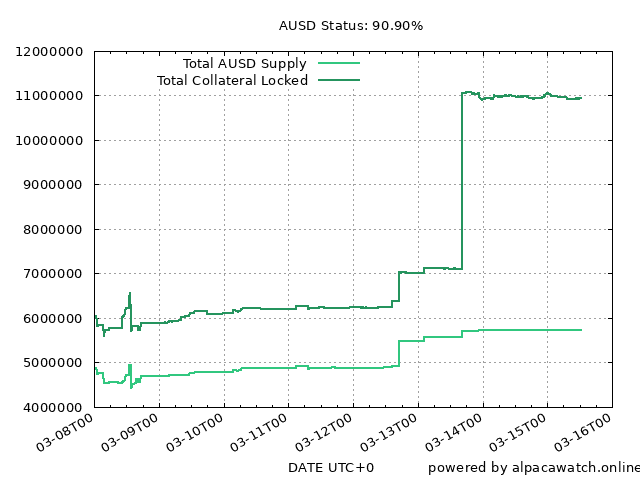 AUSD Status: 90.90%
12000000
11000000
10000000
9000000
8000000
7000000
6000000
5000000
4000000
Total AUSD Supply
Total Collateral Locked
03-08T00
03-09T00
03-10T00
03-11T00
03-12T00
03-13T00
03-14T00
03-15T00
03-16T00
DATE UTC+0
powered by alpacawatch.online